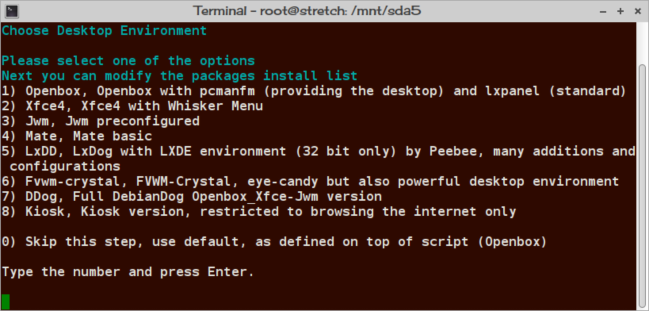 Terminal - root@stretch: /mnt/sda5
Choose Desktop Environment
Please select one of the options
Next you can modify the packages install list
1) Openbox, Openbox with pcmanfm (providing the desktop) and lxpanel (standard)
2) Xfce4, Xfce4 with Whisker Menu
3) Jwm, Jwm preconfigured
4) Mate, Mate basic
5) LxDD, LxDog with LXDE environment (32 bit only) by Peebee, many additions and
configurations
6) Fvwm-crystal, FVWM-Crystal, eye-candy but also powerful desktop environment
7) DDog, Full DebianDog Openbox_Xfce-Jwm version
8) Kiosk, Kiosk version, restricted to browsing the internet only
0) Skip this step, use default, as defined on top of script (Openbox)
Type the number and press Enter.